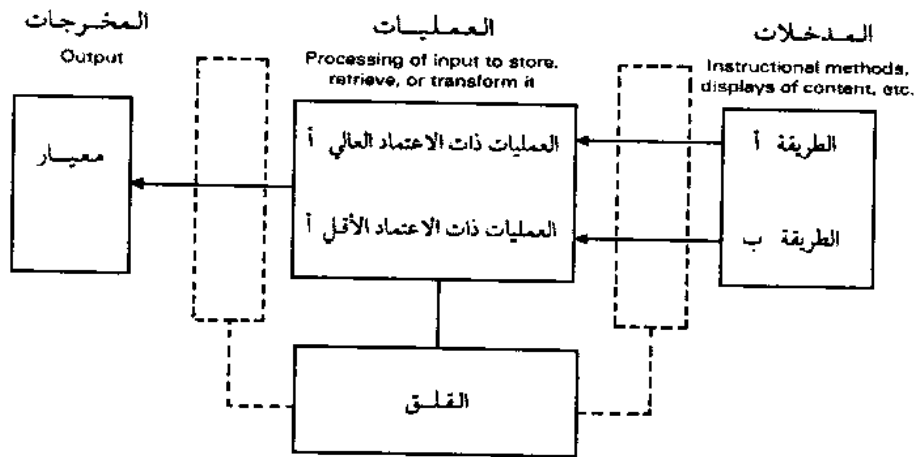 المدخلات
Instructional methods,
displays of content, etc.
الطريقة أ
الطريقة ب
العمليات
Processing of input to store,
retrieve, or transform it
العمليات ذات الاعتماد العالي أ
العمليات ذات الاعتماد الأقل أ
المخرجات
Output
معيار
القلق